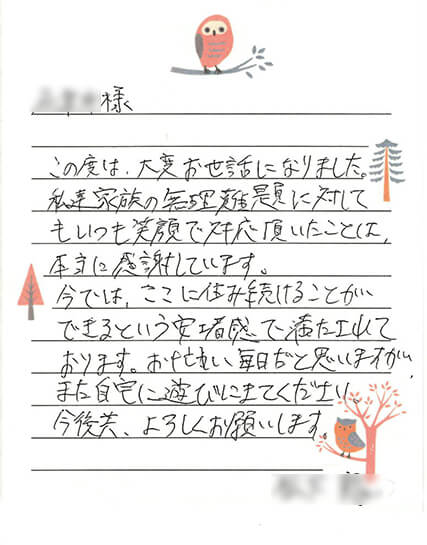 様
この度は、大変お世話になりました。
私達家族の無理難題に対して
もいつも笑顔で対応頂いたことは、
本当に感謝しています。
今では、ここに住み続けることが
できるという安堵感で満たされて
おります。お忙しい毎日だと思いますが、
また自宅に遊びにきてください。
今後共、よろしくお願いします。